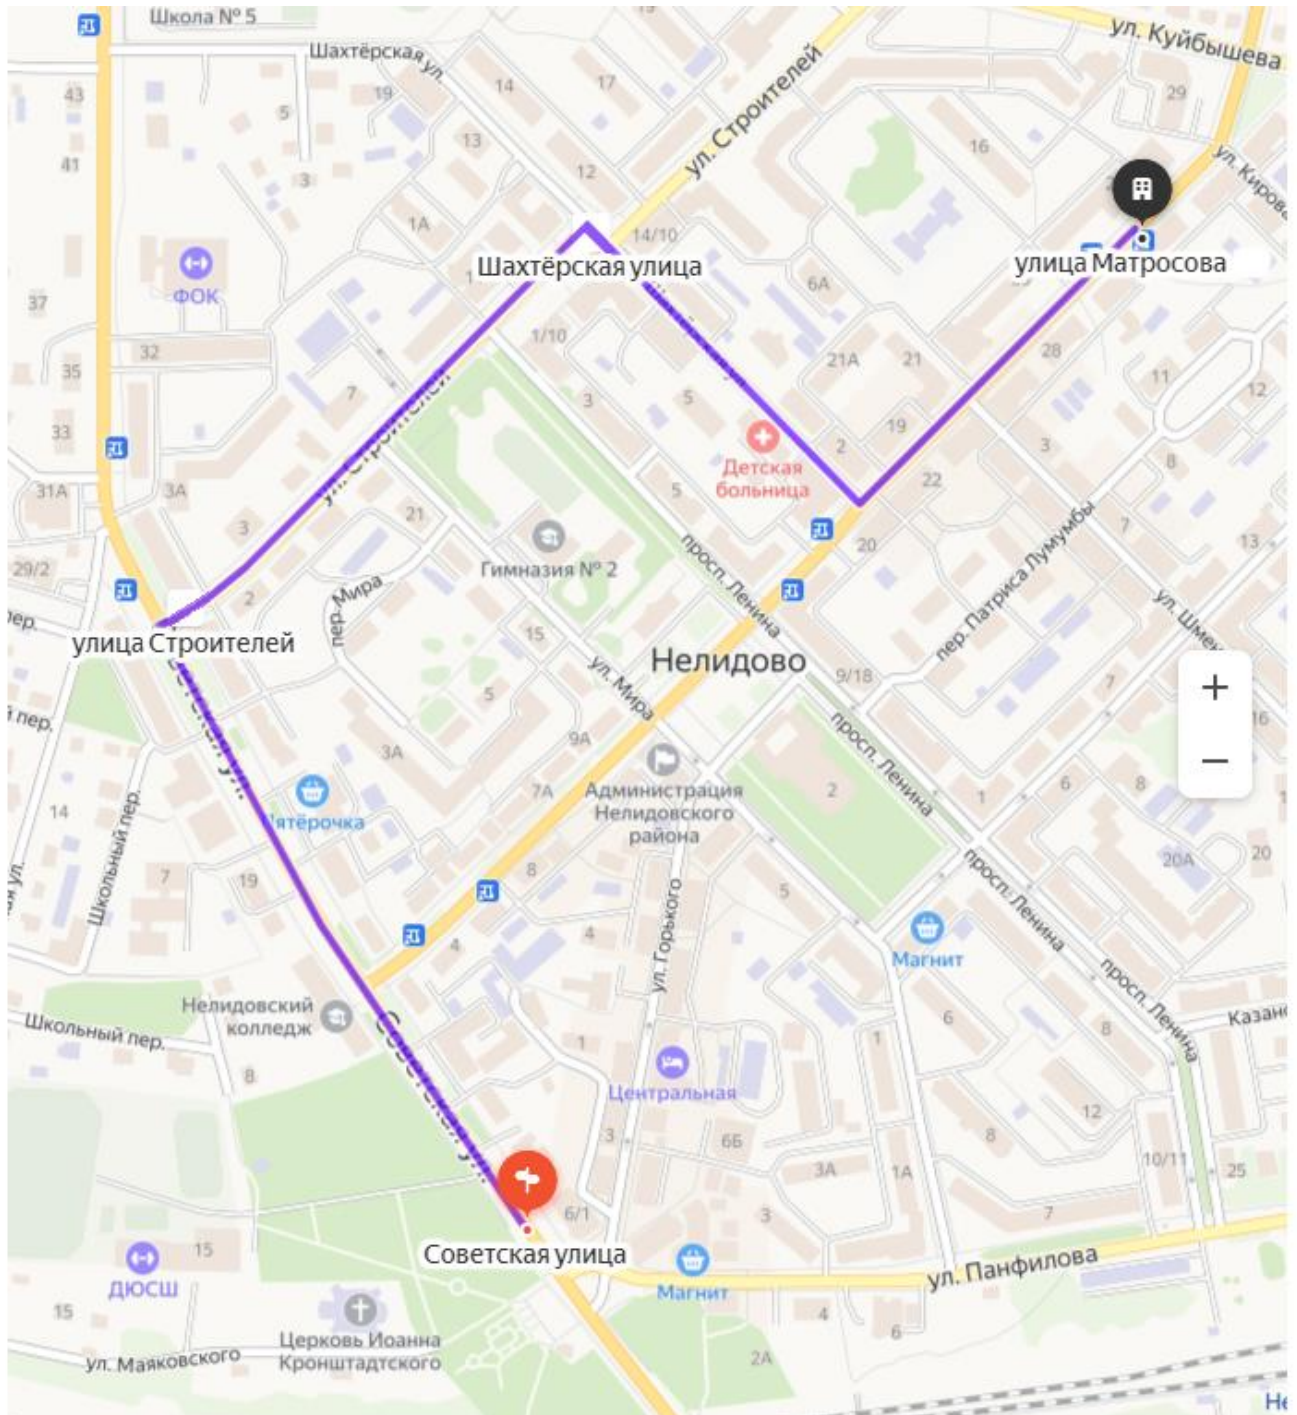 Школа № 5
19
ул. Куйбышева
Шахтёрская ул.
43
19
14
17
ул. Строителей
29
5
13
16
41
ул. Кирова
3
12
1А
14/10
Шахтёрская улица
улица Матросова
ФОК
6А
37
1/10
32
28
35
7
21А
21
11
12
5
3
19
33
2
3
Детская
больница
8
31А
3А
5
22
ул. Строителей
21
7
3
20
13
29/2
Гимназия № 2
просп. Ленина
пер. Патриса Лумумбы
2
пер. Мира
пер.
15
улица Строителей
Нелидово
ул. Мира
9/18
7
5
й пер.
просп. Ленина
16
9А
3А
7А
Администрация
Нелидовского
района
2
1
6
8
14
Школьный пер.
8
20А
20
7
19
просп. Ленина
5
ул. Горького
4
4
Магнит
просп. Ленина
Нелидовский
колледж
Казанс
6
8
Школьный пер.
1
1
8
Центральная
12
3
6Б
8
3А
1А
10/11
25
6/1
3
7
Советская улица
15
ул. Панфилова
ДЮСШ
Магнит
15
4
6
Церковь Иоанна
Кронштадтского
ул. Маяковского
2А
Не